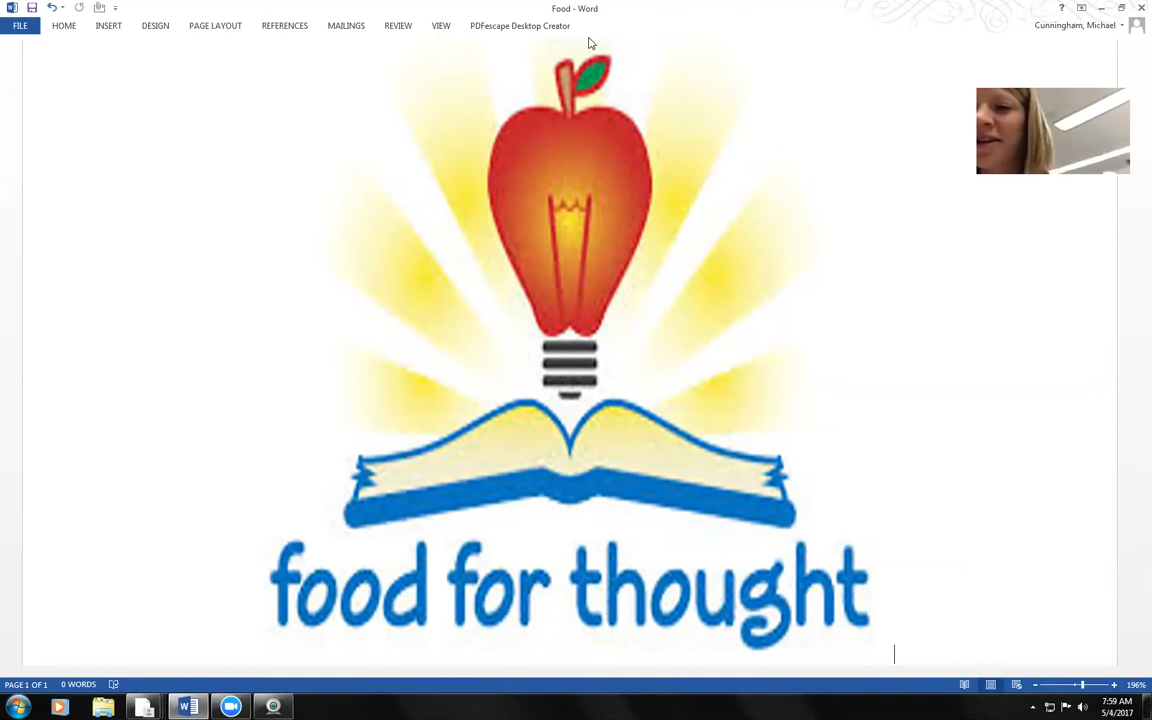 Food - Word
FILE HOME INSERT DESIGN PAGE LAYOUT REFERENCES MAILINGS REVIEW VIEW PDFescape Desktop Creator Cunningham, Michael
food for thought
PAGE 1 OF 1 0 WORDS 196%
7:59 AM
5/4/2017